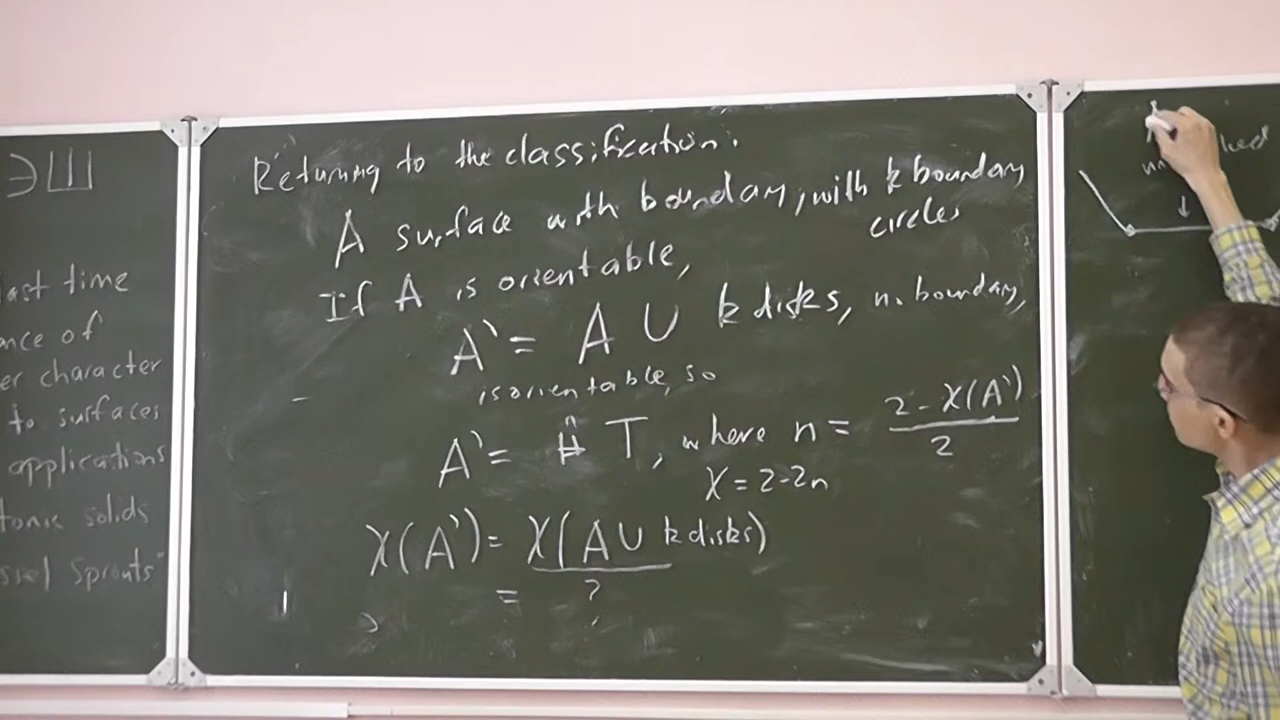 ЭШ
last time
nce of
er character
to surfaces
applications
tonic solids
ssel Sprouts"
Returning to the classification:
A surface with boundary, with k boundary
circles
If A is orientable,
A' = A ∪ k disks, no boundary,
is orientable, so
A' = #ⁿ T, where n = (2 - χ(A'))/2
χ = 2-2n
χ(A') = χ(A ∪ k disks)
= ?